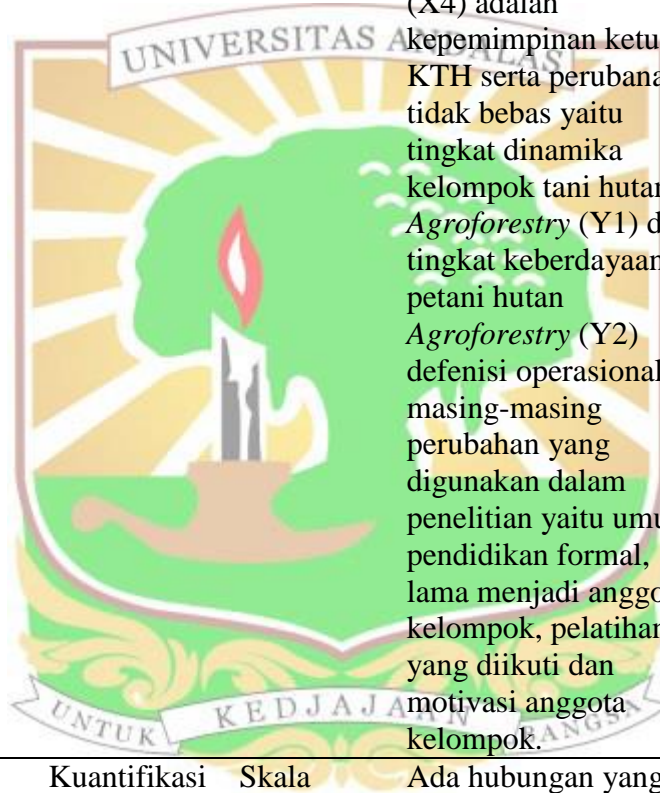 (X4) adalah
kepemimpinan ketu
KTH serta perubana
tidak bebas yaitu
tingkat dinamika
kelompok tani hutan
Agroforestry (Y1) d
tingkat keberdayaan
petani hutan
Agroforestry (Y2)
defenisi operasional
masing-masing
perubahan yang
digunakan dalam
penelitian yaitu umu
pendidikan formal,
lama menjadi anggo
kelompok, pelatihan
yang diikuti dan
motivasi anggota
kelompok.
Kuantifikasi Skala Ada hubungan yang
UNIVERSITAS ANDALAS
UNTUK KEDJAJAAN BANGSA